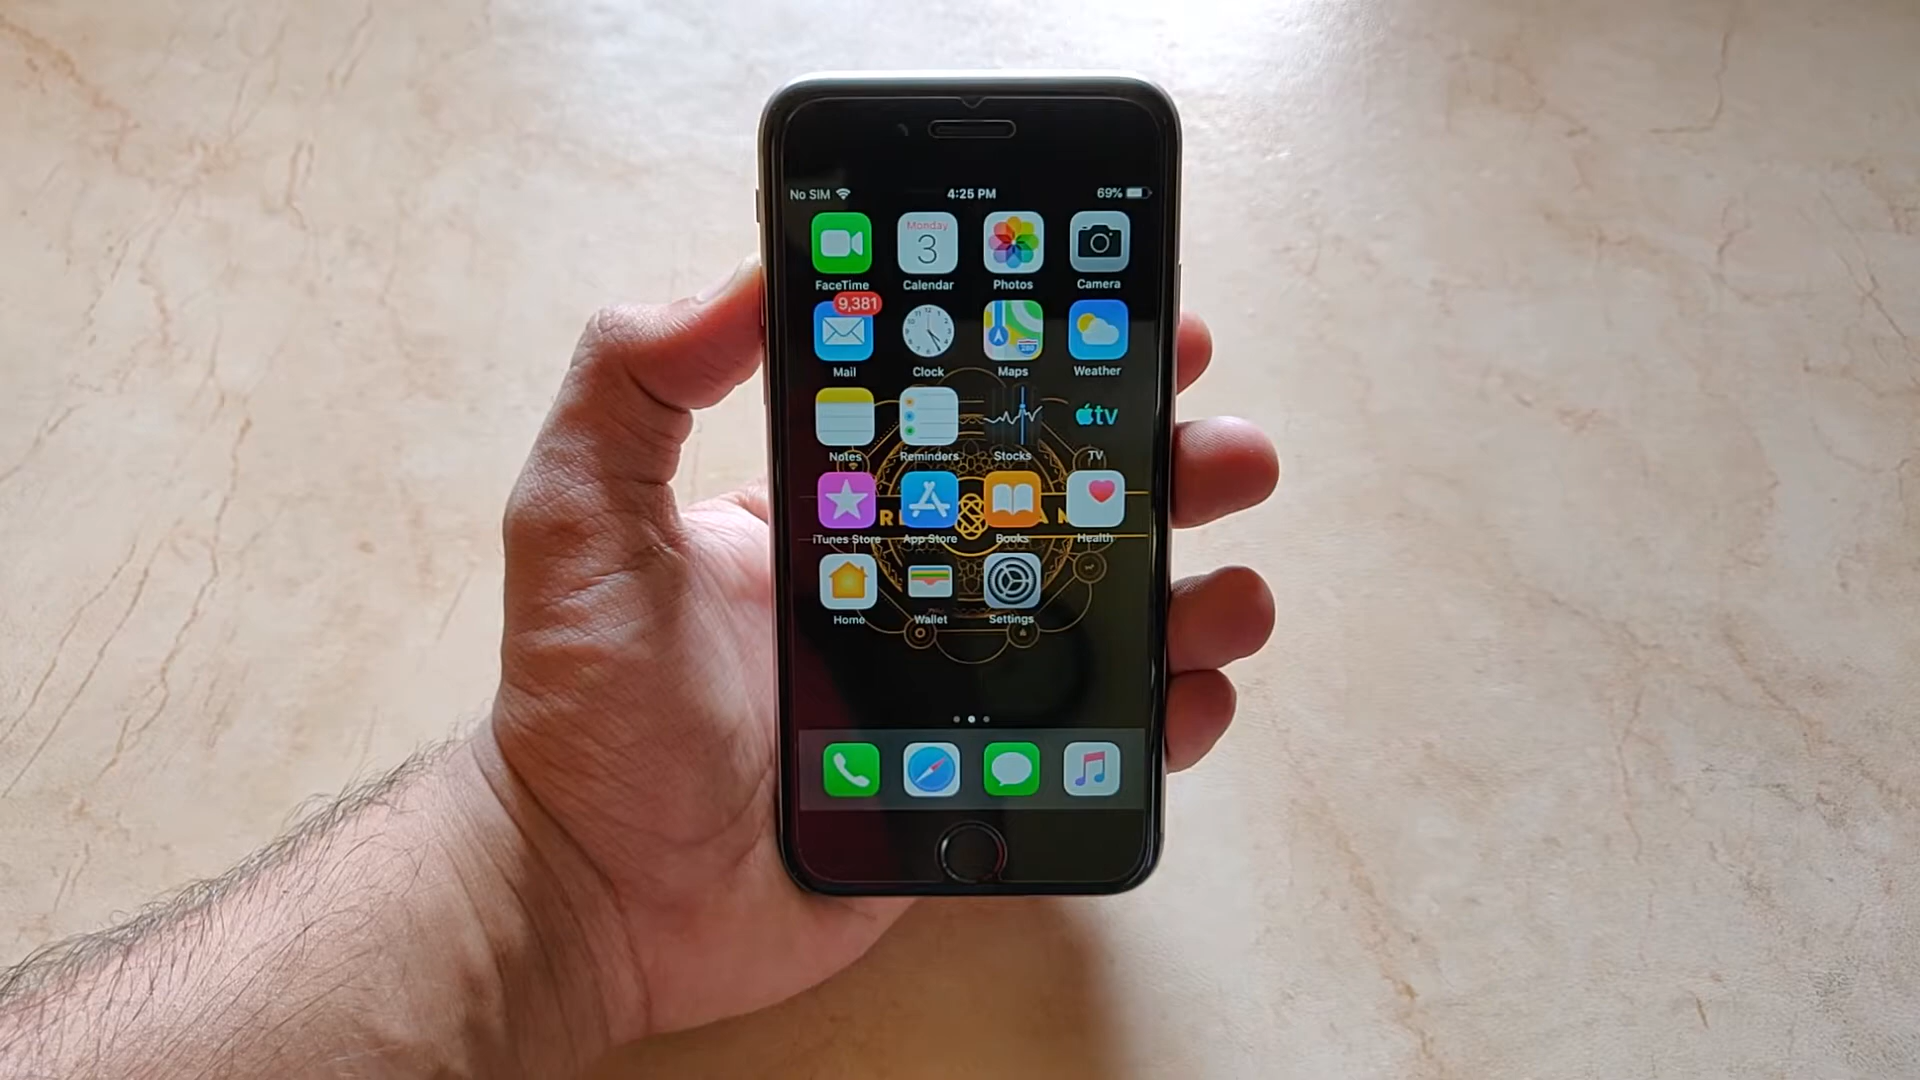 No SIM 4:25 PM 69%
Monday
3
FaceTime Calendar Photos Camera
9,381
280
Mail Clock Maps Weather
tv
Notes Reminders Stocks TV
iTunes Store App Store Books Health
Home Wallet Settings